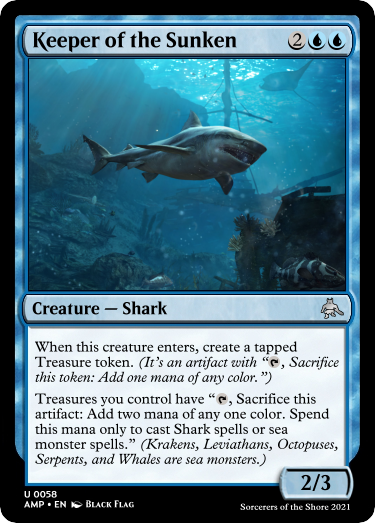 Keeper of the Sunken 2
Creature — Shark
When this creature enters, create a tapped
Treasure token. (It's an artifact with “, Sacrifice
this token: Add one mana of any color.”)
Treasures you control have “, Sacrifice this
artifact: Add two mana of any one color. Spend
this mana only to cast Shark spells or sea
monster spells.” (Krakens, Leviathans, Octopuses,
Serpents, and Whales are sea monsters.)
2/3
U 0058
AMP • EN Black Flag
Sorcerers of the Shore 2021